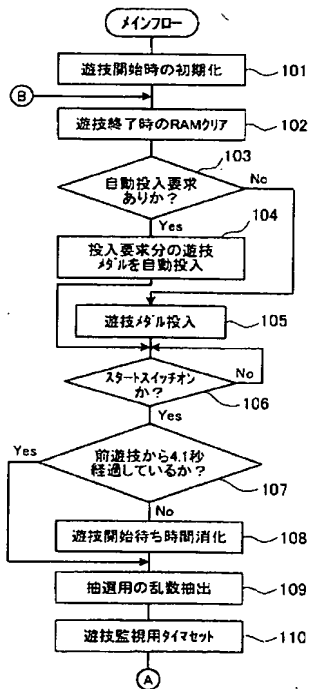 メインフロー
遊技開始時の初期化
101
B
遊技終了時のRAMクリア
102
103
自動投入要求
ありか？
No
Yes
104
投入要求分の遊技
メダルを自動投入
遊技メダル投入
105
スタートスイッチオン
か？
No
106
Yes
Yes
前遊技から4.1秒
経過しているか？
107
No
遊技開始待ち時間消化
108
抽選用の乱数抽出
109
遊技監視用タイマセット
110
A